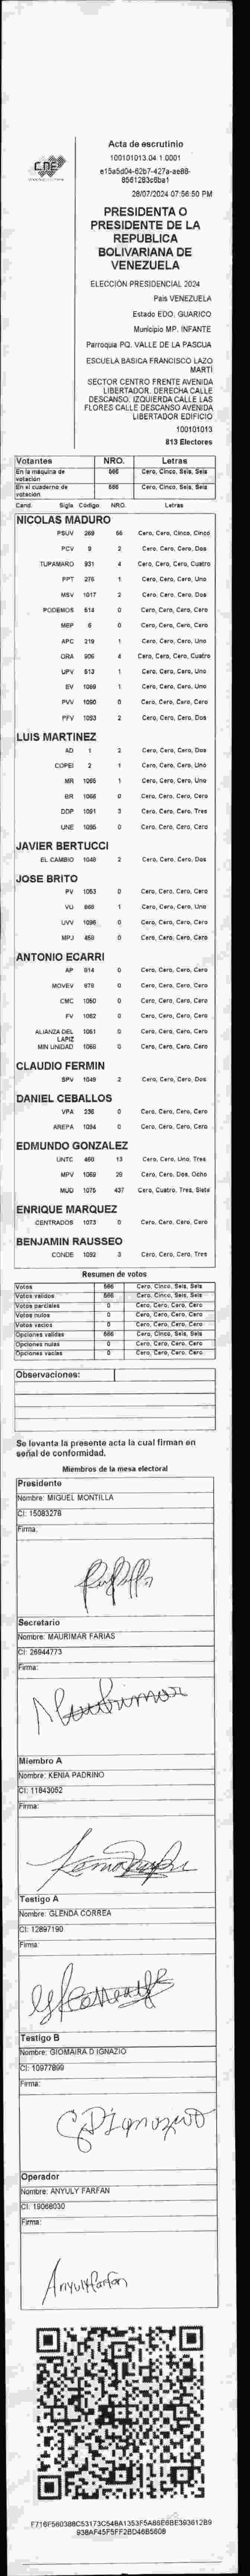 CNE
Acta de escrutinio
100101013.04.1.0001
e15a5d04-62b7-427a-ae88-
8561283c6ba1
28/07/2024 07:56:50 PM
PRESIDENTA O
PRESIDENTE DE LA
REPUBLICA
BOLIVARIANA DE
VENEZUELA
ELECCIÓN PRESIDENCIAL 2024
País VENEZUELA
Estado EDO. GUARICO
Municipio MP. INFANTE
Parroquia PQ. VALLE DE LA PASCUA
ESCUELA BASICA FRANCISCO LAZO
MARTÍ
SECTOR CENTRO FRENTE AVENIDA
LIBERTADOR. DERECHA CALLE
DESCANSO. IZQUIERDA CALLE LAS
FLORES CALLE DESCANSO AVENIDA
LIBERTADOR EDIFICIO
100101013
813 Electores
Votantes NRO. Letras
En la máquina de votación 566 Cero, Cinco, Seis, Seis
En el cuaderno de votación 566 Cero, Cinco, Seis, Seis
Cand. Sigla Código NRO. Letras
NICOLAS MADURO
PSUV 269 55 Cero, Cero, Cinco, Cinco
PCV 9 2 Cero, Cero, Cero, Dos
TUPAMARO 931 4 Cero, Cero, Cero, Cuatro
PPT 276 1 Cero, Cero, Cero, Uno
MSV 1017 2 Cero, Cero, Cero, Dos
PODEMOS 514 0 Cero, Cero, Cero, Cero
MEP 6 0 Cero, Cero, Cero, Cero
APC 219 1 Cero, Cero, Cero, Uno
ORA 906 4 Cero, Cero, Cero, Cuatro
UPV 513 1 Cero, Cero, Cero, Uno
EV 1089 1 Cero, Cero, Cero, Uno
PVV 1090 0 Cero, Cero, Cero, Cero
PFV 1093 2 Cero, Cero, Cero, Dos
LUIS MARTINEZ
AD 1 2 Cero, Cero, Cero, Dos
COPEI 2 1 Cero, Cero, Cero, Uno
MR 1065 1 Cero, Cero, Cero, Uno
BR 1066 0 Cero, Cero, Cero, Cero
DDP 1091 3 Cero, Cero, Cero, Tres
UNE 1095 0 Cero, Cero, Cero, Cero
JAVIER BERTUCCI
EL CAMBIO 1048 2 Cero, Cero, Cero, Dos
JOSE BRITO
PV 1053 0 Cero, Cero, Cero, Cero
VU 869 1 Cero, Cero, Cero, Uno
UVV 1096 0 Cero, Cero, Cero, Cero
MPJ 458 0 Cero, Cero, Cero, Cero
ANTONIO ECARRI
AP 914 0 Cero, Cero, Cero, Cero
MOVEV 978 0 Cero, Cero, Cero, Cero
CMC 1050 0 Cero, Cero, Cero, Cero
FV 1062 0 Cero, Cero, Cero, Cero
ALIANZA DEL LAPIZ 1061 0 Cero, Cero, Cero, Cero
MIN UNIDAD 1068 0 Cero, Cero, Cero, Cero
CLAUDIO FERMIN
SPV 1049 2 Cero, Cero, Cero, Dos
DANIEL CEBALLOS
VPA 236 0 Cero, Cero, Cero, Cero
AREPA 1094 0 Cero, Cero, Cero, Cero
EDMUNDO GONZALEZ
UNTC 460 13 Cero, Cero, Uno, Tres
MPV 1069 28 Cero, Cero, Dos, Ocho
MUD 1075 437 Cero, Cuatro, Tres, Siete
ENRIQUE MARQUEZ
CENTRADOS 1073 0 Cero, Cero, Cero, Cero
BENJAMIN RAUSSEO
CONDE 1092 3 Cero, Cero, Cero, Tres
Resumen de votos
Votos 566 Cero, Cinco, Seis, Seis
Votos validos 566 Cero, Cinco, Seis, Seis
Votos parciales 0 Cero, Cero, Cero, Cero
Votos nulos 0 Cero, Cero, Cero, Cero
Votos vacios 0 Cero, Cero, Cero, Cero
Opciones validas 566 Cero, Cinco, Seis, Seis
Opciones nulas 0 Cero, Cero, Cero, Cero
Opciones vacias 0 Cero, Cero, Cero, Cero
Observaciones:
Se levanta la presente acta la cual firman en
señal de conformidad.
Miembros de la mesa electoral
Presidente
Nombre: MIGUEL MONTILLA
CI: 15083278
Firma:
Secretario
Nombre: MAURIMAR FARIAS
CI: 26944773
Firma:
Maurimar
Miembro A
Nombre: KENIA PADRINO
CI: 11843052
Firma:
Testigo A
Nombre: GLENDA CORREA
CI: 12897190
Firma:
Testigo B
Nombre: GIOMAIRA D IGNAZIO
CI: 10977899
Firma:
Operador
Nombre: ANYULY FARFAN
CI: 19068030
Firma:
Anyuly farfan
F716F560388C53173C548A1353F5A86E6BE393612B9
938AF45F5FF2BD46B5608